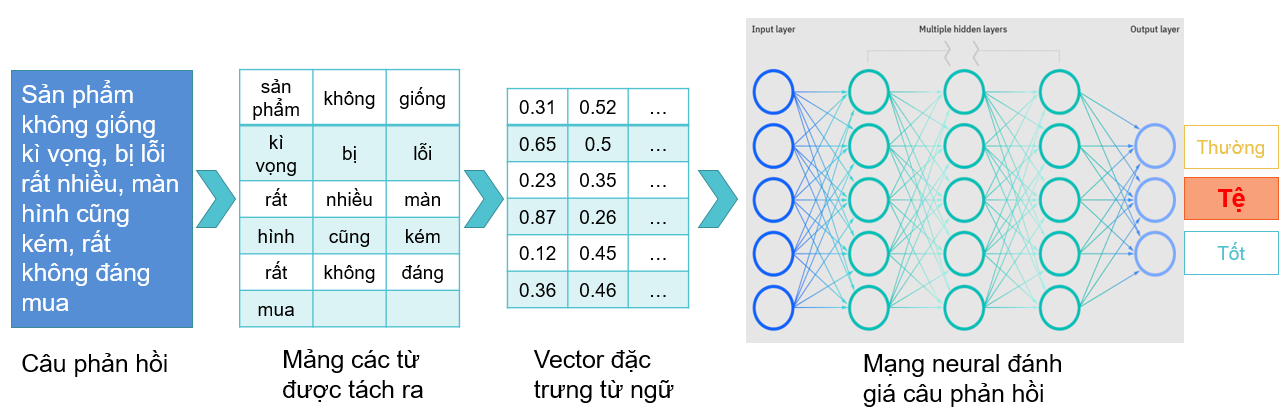 Sản phẩm
không giống
kì vọng, bị lỗi
rất nhiều, màn
hình cũng
kém, rất
không đáng
mua
Câu phản hồi
sản phẩm không giống
kì vọng bị lỗi
rất nhiều màn
hình cũng kém
rất không đáng
mua
Mảng các từ
được tách ra
0.31 0.52 …
0.65 0.5 …
0.23 0.35 …
0.87 0.26 …
0.12 0.45 …
0.36 0.46 …
Vector đặc
trưng từ ngữ
Input layer Multiple hidden layers Output layer
Thường
Tệ
Tốt
Mạng neural đánh
giá câu phản hồi